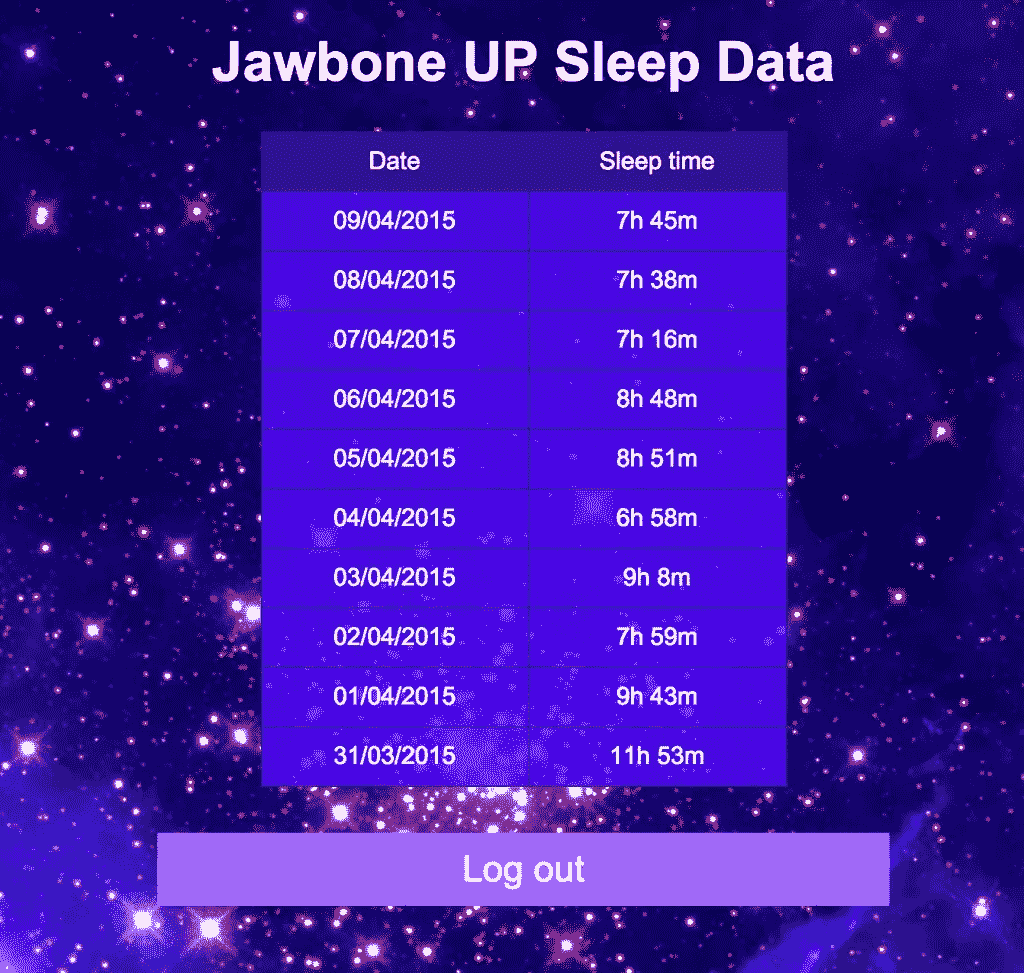 Jawbone UP Sleep Data
Date Sleep time
09/04/2015 7h 45m
08/04/2015 7h 38m
07/04/2015 7h 16m
06/04/2015 8h 48m
05/04/2015 8h 51m
04/04/2015 6h 58m
03/04/2015 9h 8m
02/04/2015 7h 59m
01/04/2015 9h 43m
31/03/2015 11h 53m
Log out